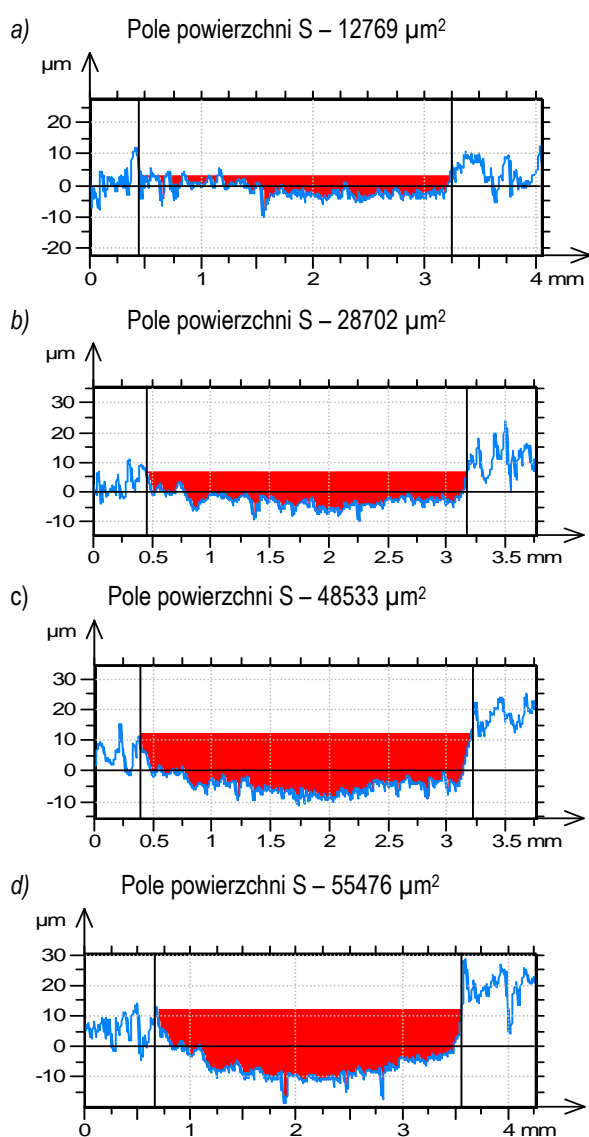 a) Pole powierzchni S – 12769 µm²
µm
20
10
0
-10
-20
0 1 2 3 4 mm
b) Pole powierzchni S – 28702 µm²
µm
30
20
10
0
-10
0 0.5 1 1.5 2 2.5 3 3.5 mm
c) Pole powierzchni S – 48533 µm²
µm
30
20
10
0
-10
0 0.5 1 1.5 2 2.5 3 3.5 mm
d) Pole powierzchni S – 55476 µm²
µm
30
20
10
0
-10
0 1 2 3 4 mm